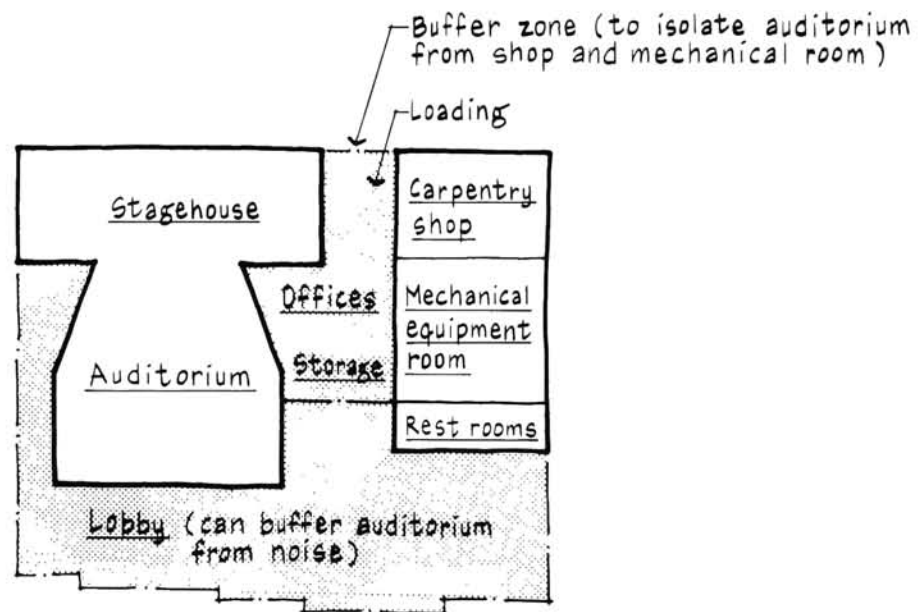 Buffer zone (to isolate auditorium
from shop and mechanical room)
Loading
Stagehouse
Carpentry
shop
Offices
Mechanical
equipment
room
Storage
Auditorium
Rest rooms
Lobby (can buffer auditorium
from noise)